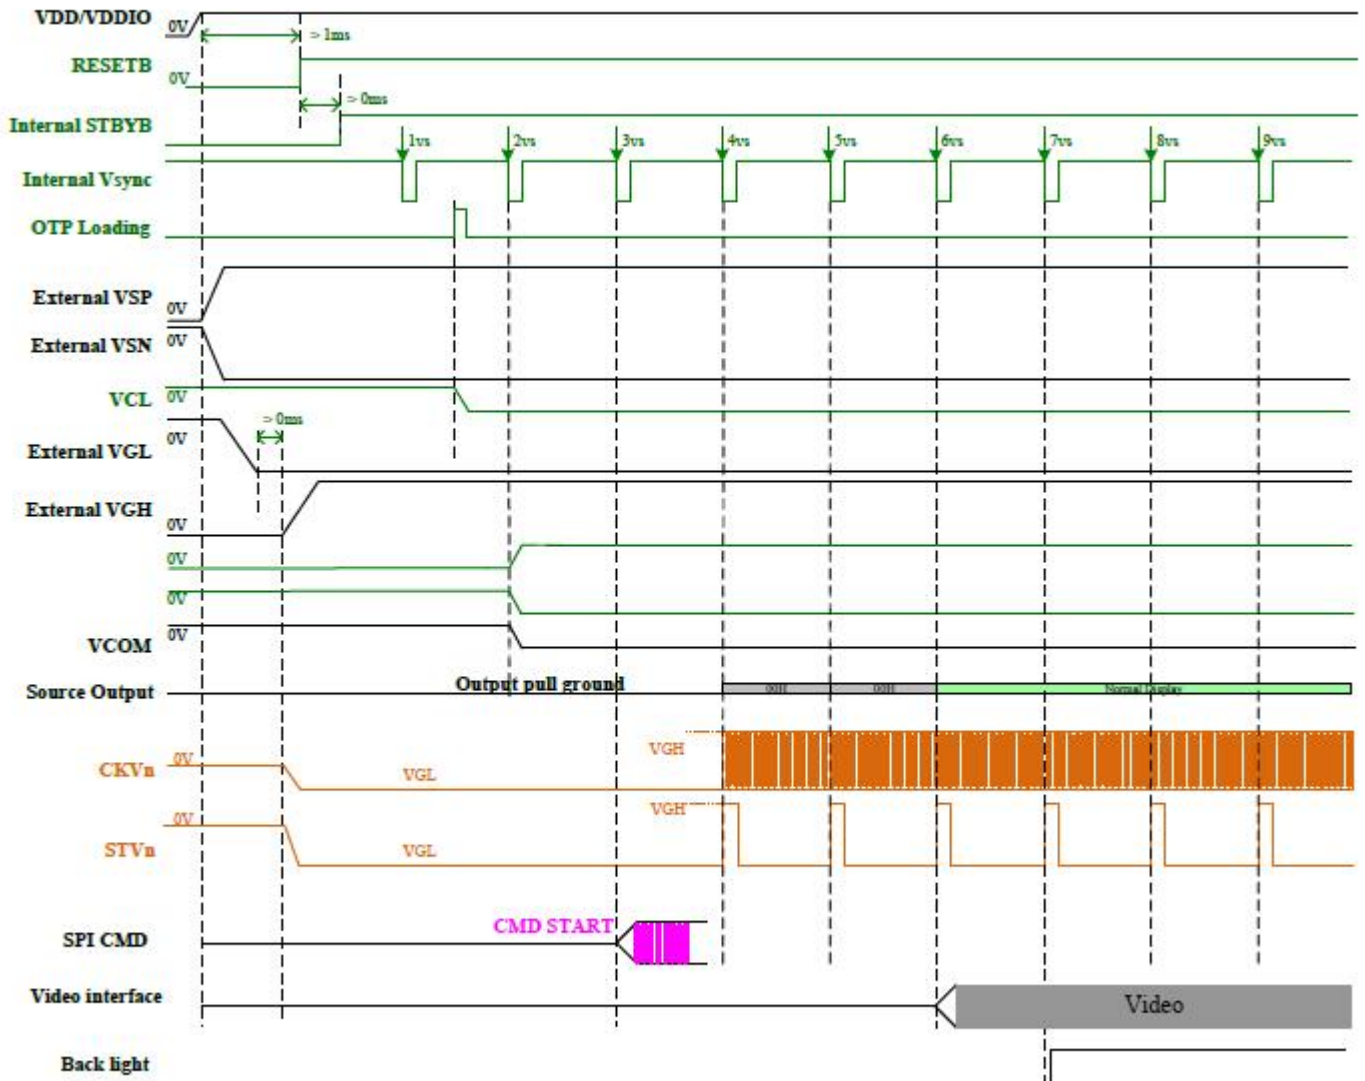 VDD/VDDIO
0V
> 1ms
RESETB
0V
> 0ms
Internal STBYB
1vs 2vs 3vs 4vs 5vs 6vs 7vs 8vs 9vs
Internal Vsync
OTP Loading
External VSP
0V
External VSN
0V
VCL
0V
> 0ms
0V
External VGL
External VGH
0V
0V
0V
0V
VCOM
Source Output
Output pull ground
00H 00H Normal Display
VGH
0V
CKVn
VGL
VGH
0V
STVn
VGL
CMD START
SPI CMD
Video interface
Video
Back light